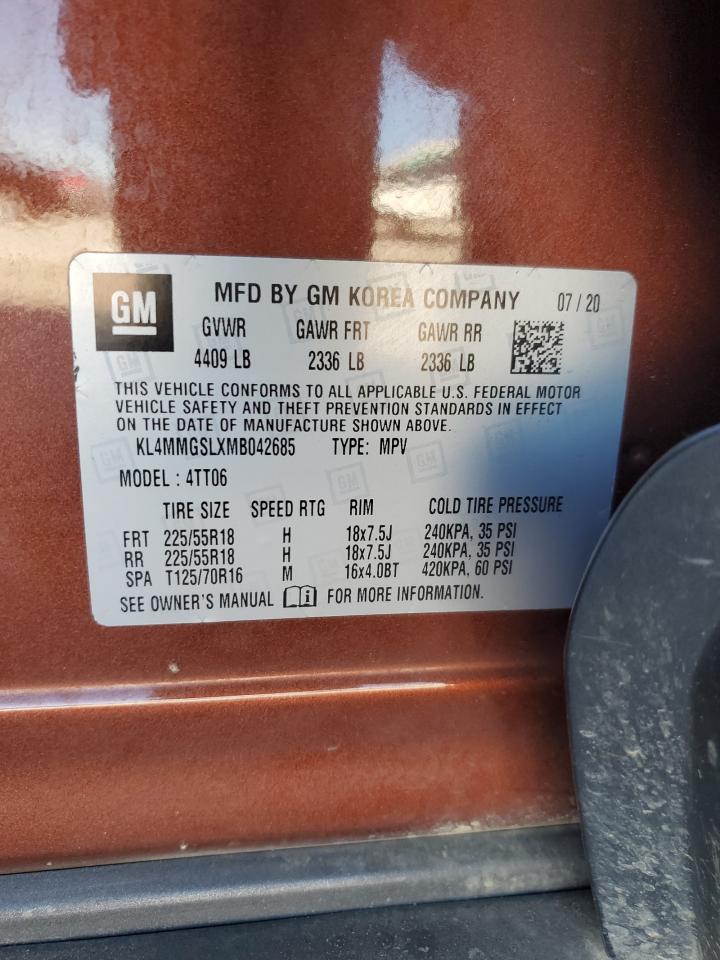 GM
MFD BY GM KOREA COMPANY 07 / 20
GVWR GAWR FRT GAWR RR
4409 LB 2336 LB 2336 LB
THIS VEHICLE CONFORMS TO ALL APPLICABLE U.S. FEDERAL MOTOR
VEHICLE SAFETY AND THEFT PREVENTION STANDARDS IN EFFECT
ON THE DATE OF MANUFACTURE SHOWN ABOVE.
KL4MMGSLXMB042685 TYPE: MPV
MODEL : 4TT06
TIRE SIZE SPEED RTG RIM COLD TIRE PRESSURE
FRT 225/55R18 H 18x7.5J 240KPA, 35 PSI
RR 225/55R18 H 18x7.5J 240KPA, 35 PSI
SPA T125/70R16 M 16x4.0BT 420KPA, 60 PSI
SEE OWNER'S MANUAL FOR MORE INFORMATION.